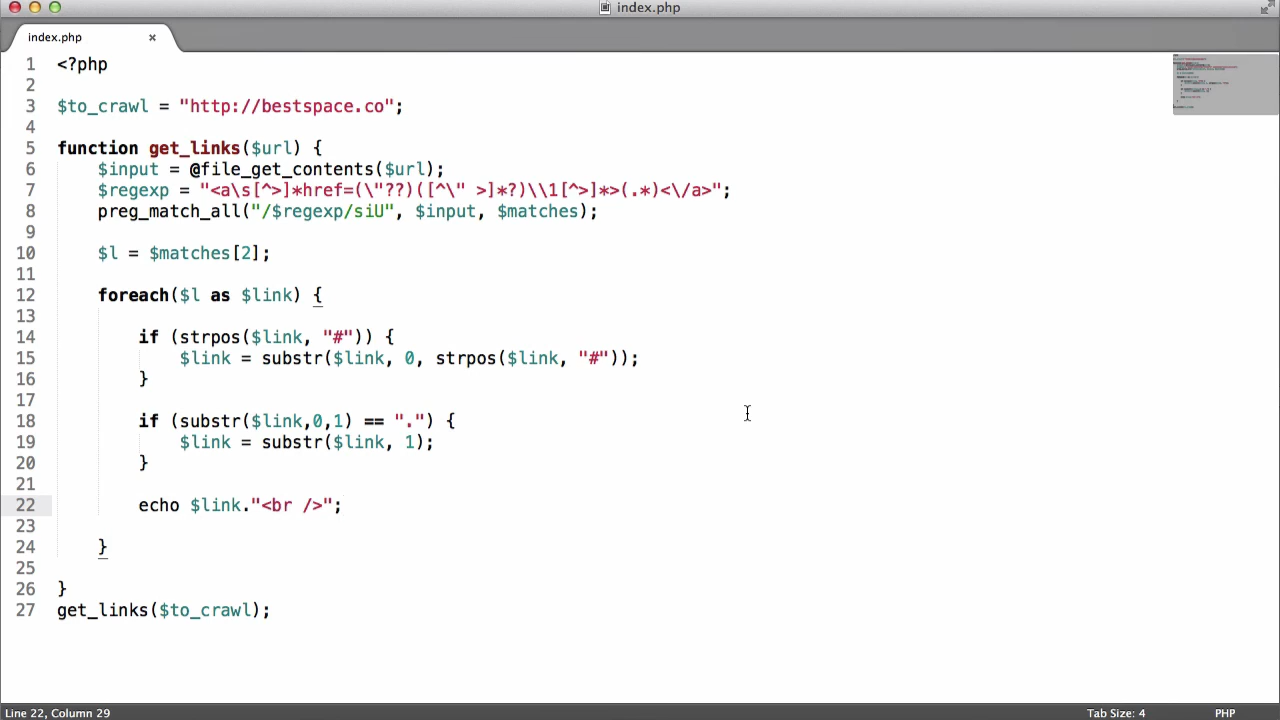 index.php
index.php ×
1 <?php
2
3 $to_crawl = "http://bestspace.co";
4
5 function get_links($url) {
6     $input = @file_get_contents($url);
7     $regexp = "<a\s[^>]*href=(\"??)([^\" >]*?)\\1[^>]*>(.*)<\/a>";
8     preg_match_all("/$regexp/siU", $input, $matches);
9
10     $l = $matches[2];
11
12     foreach($l as $link) {
13
14         if (strpos($link, "#")) {
15             $link = substr($link, 0, strpos($link, "#"));
16         }
17
18         if (substr($link,0,1) == ".") {
19             $link = substr($link, 1);
20         }
21
22         echo $link."<br />";
23
24     }
25
26 }
27 get_links($to_crawl);
Line 22, Column 29 Tab Size: 4 PHP